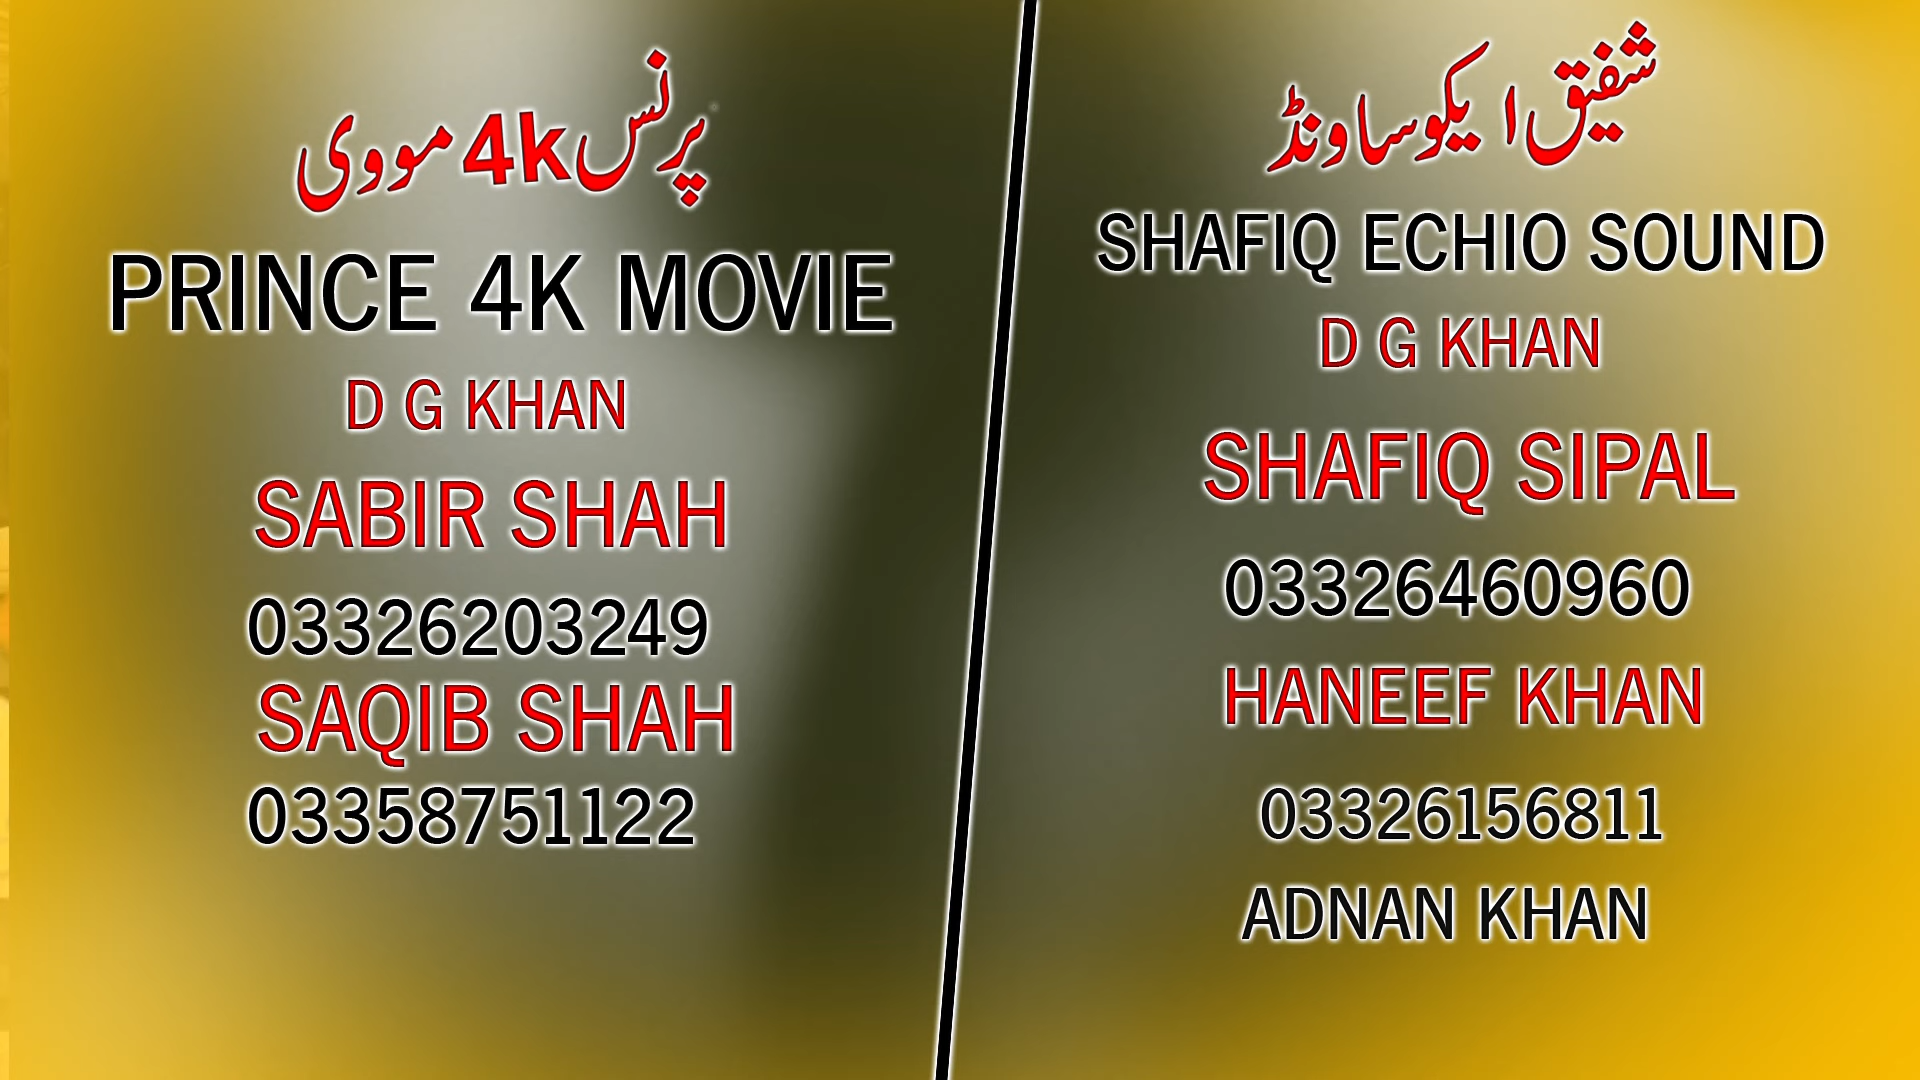 پرنس 4k مووی
PRINCE 4K MOVIE
D G KHAN
SABIR SHAH
03326203249
SAQIB SHAH
03358751122
شفیق ایکو ساونڈ
SHAFIQ ECHIO SOUND
D G KHAN
SHAFIQ SIPAL
03326460960
HANEEF KHAN
03326156811
ADNAN KHAN